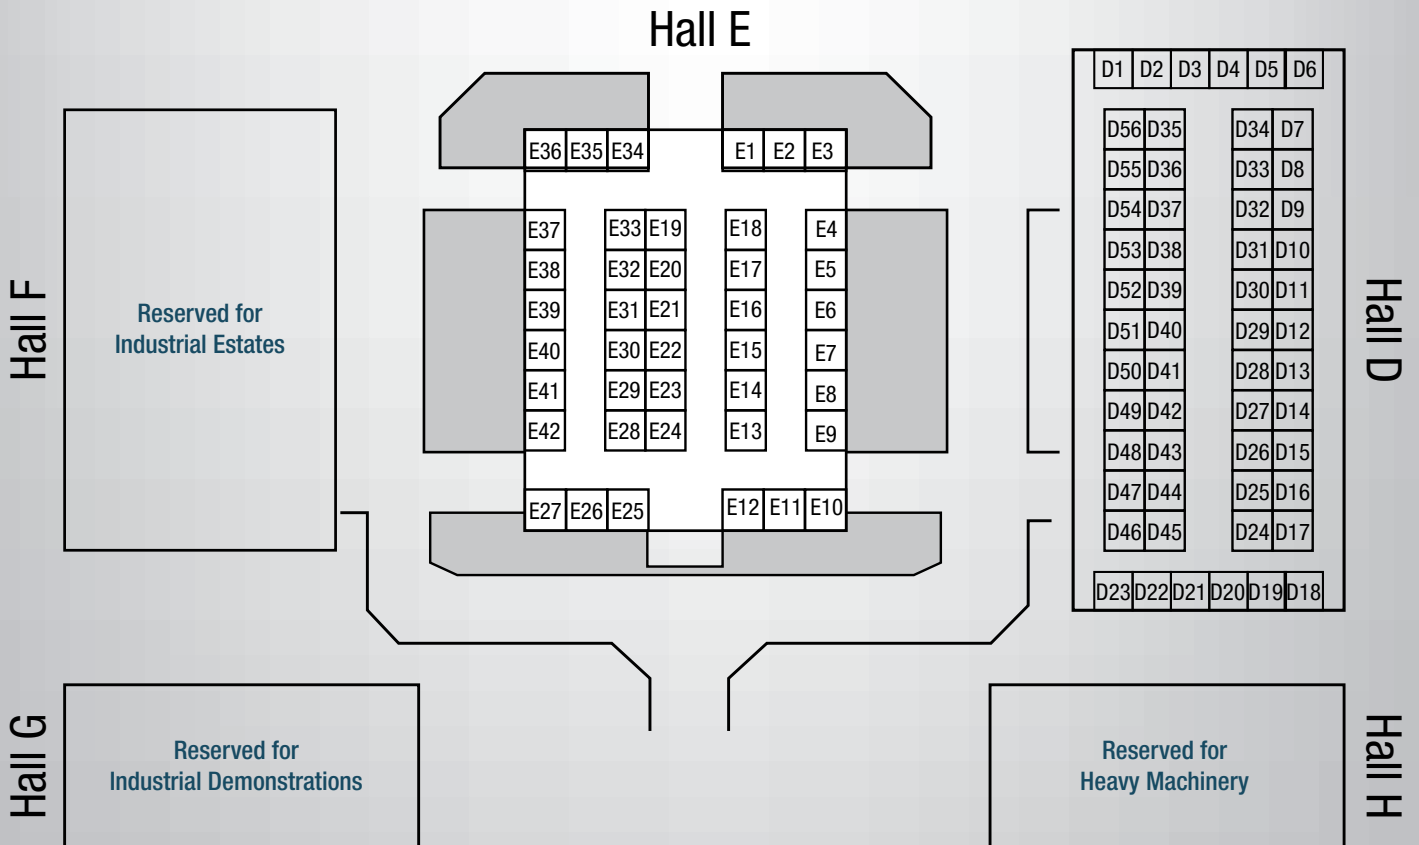 Hall E
E36 E35 E34 E1 E2 E3
E37 E33 E19 E18 E4
E38 E32 E20 E17 E5
E39 E31 E21 E16 E6
E40 E30 E22 E15 E7
E41 E29 E23 E14 E8
E42 E28 E24 E13 E9
E27 E26 E25 E12 E11 E10
Hall F
Reserved for
Industrial Estates
D1 D2 D3 D4 D5 D6
D56 D35 D34 D7
D55 D36 D33 D8
D54 D37 D32 D9
D53 D38 D31 D10
D52 D39 D30 D11
D51 D40 D29 D12
D50 D41 D28 D13
D49 D42 D27 D14
D48 D43 D26 D15
D47 D44 D25 D16
D46 D45 D24 D17
D23 D22 D21 D20 D19 D18
Hall D
Hall G
Reserved for
Industrial Demonstrations
Reserved for
Heavy Machinery
Hall H